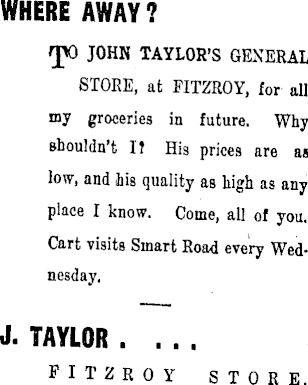 WHERE AWAY?
TO JOHN TAYLOR'S GENERAL
STORE, at FITZROY, for all
my groceries in future. Why
shouldn't I? His prices are as
low, and his quality as high as any
place I know. Come, all of you.
Cart visits Smart Road every Wed-
nesday.
J. TAYLOR . ...
FITZROY STORE.